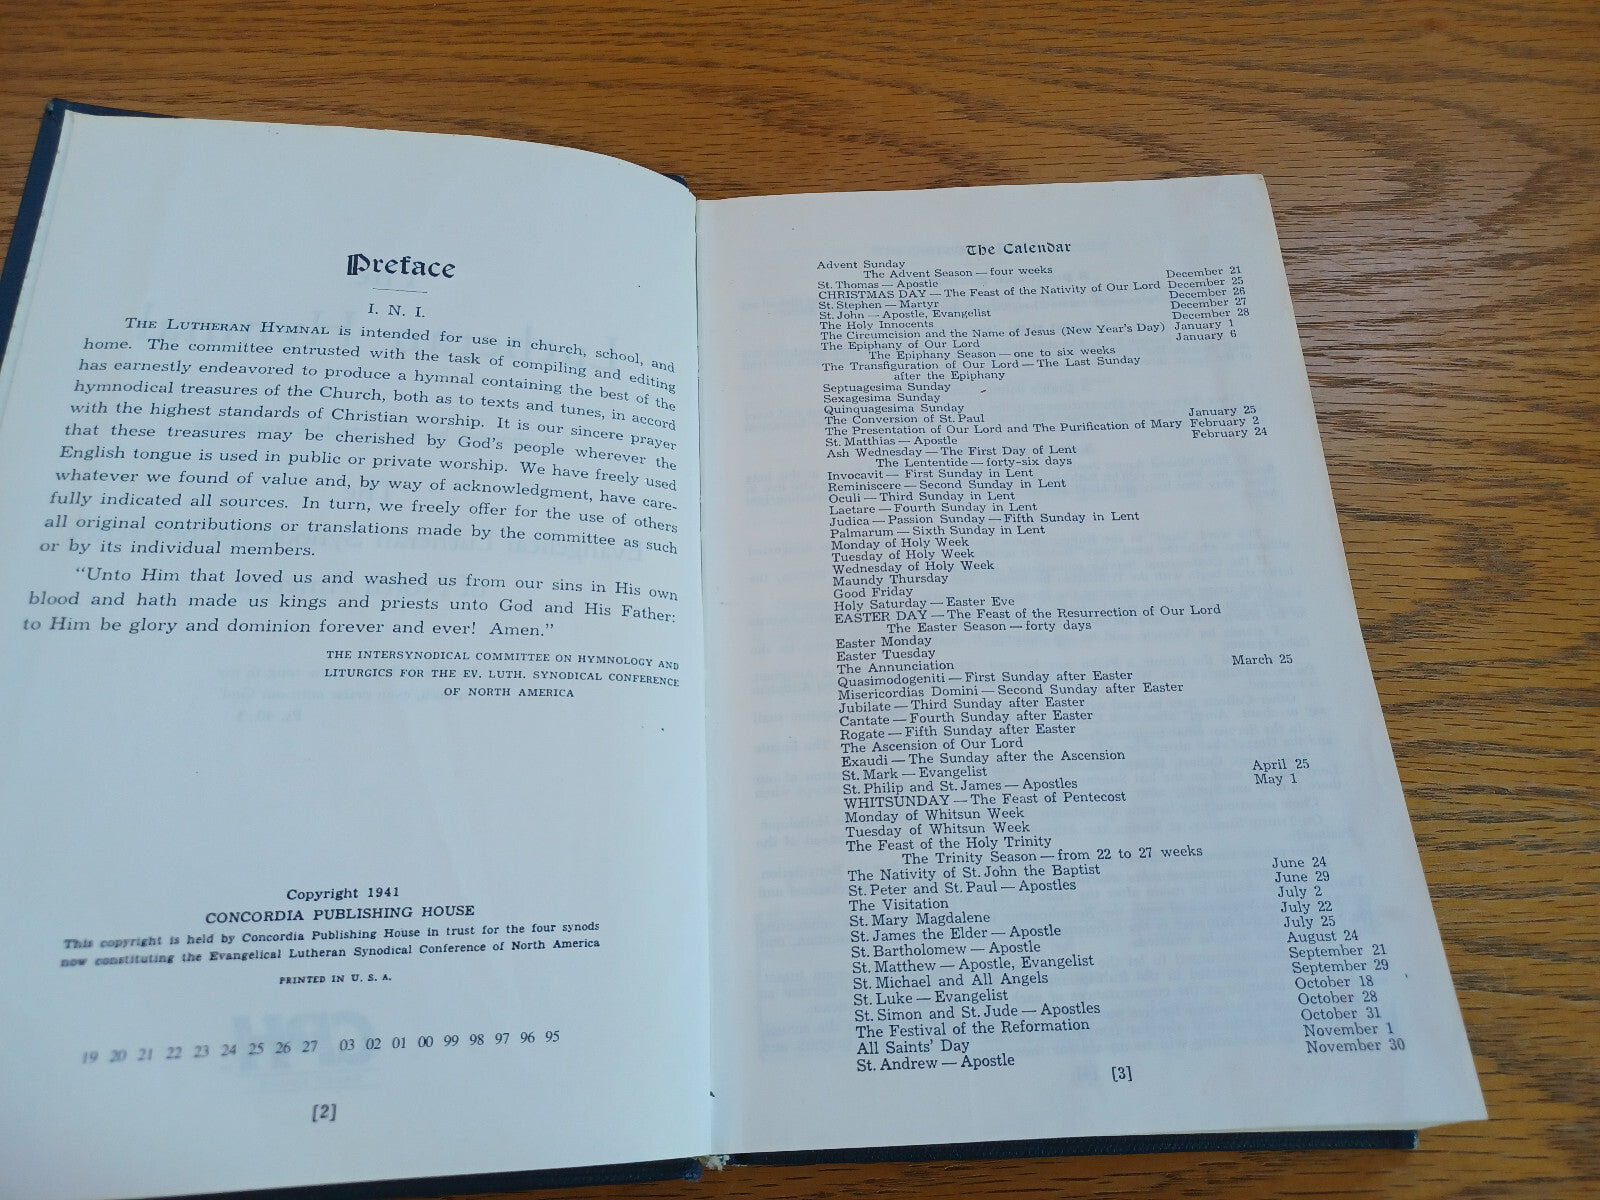 Preface
I. N. I.
THE LUTHERAN HYMNAL is intended for use in church, school, and
home. The committee entrusted with the task of compiling and editing
has earnestly endeavored to produce a hymnal containing the best of the
hymnodical treasures of the Church, both as to texts and tunes, in accord
with the highest standards of Christian worship. It is our sincere prayer
that these treasures may be cherished by God's people wherever the
English tongue is used in public or private worship. We have freely used
whatever we found of value and, by way of acknowledgment, have care-
fully indicated all sources. In turn, we freely offer for the use of others
all original contributions or translations made by the committee as such
or by its individual members.
"Unto Him that loved us and washed us from our sins in His own
blood and hath made us kings and priests unto God and His Father:
to Him be glory and dominion forever and ever! Amen."
THE INTERSYNODICAL COMMITTEE ON HYMNOLOGY AND
LITURGICS FOR THE EV. LUTH. SYNODICAL CONFERENCE
OF NORTH AMERICA
Copyright 1941
CONCORDIA PUBLISHING HOUSE
This copyright is held by Concordia Publishing House in trust for the four synods
now constituting the Evangelical Lutheran Synodical Conference of North America
PRINTED IN U. S. A.
19 20 21 22 23 24 25 26 27 03 02 01 00 99 98 97 96 95
[2]
The Calendar
Advent Sunday
The Advent Season — four weeks
St. Thomas — Apostle December 21
CHRISTMAS DAY — The Feast of the Nativity of Our Lord December 25
St. Stephen — Martyr December 26
St. John — Apostle, Evangelist December 27
The Holy Innocents December 28
The Circumcision and the Name of Jesus (New Year's Day) January 1
The Epiphany of Our Lord January 6
The Epiphany Season — one to six weeks
The Transfiguration of Our Lord — The Last Sunday
after the Epiphany
Septuagesima Sunday
Sexagesima Sunday
Quinquagesima Sunday
The Conversion of St. Paul January 25
The Presentation of Our Lord and The Purification of Mary February 2
St. Matthias — Apostle February 24
Ash Wednesday — The First Day of Lent
The Lententide — forty-six days
Invocavit — First Sunday in Lent
Reminiscere — Second Sunday in Lent
Oculi — Third Sunday in Lent
Laetare — Fourth Sunday in Lent
Judica — Passion Sunday — Fifth Sunday in Lent
Palmarum — Sixth Sunday in Lent
Monday of Holy Week
Tuesday of Holy Week
Wednesday of Holy Week
Maundy Thursday
Good Friday
Holy Saturday — Easter Eve
EASTER DAY — The Feast of the Resurrection of Our Lord
The Easter Season — forty days
Easter Monday
Easter Tuesday
The Annunciation March 25
Quasimodogeniti — First Sunday after Easter
Misericordias Domini — Second Sunday after Easter
Jubilate — Third Sunday after Easter
Cantate — Fourth Sunday after Easter
Rogate — Fifth Sunday after Easter
The Ascension of Our Lord
Exaudi — The Sunday after the Ascension
St. Mark — Evangelist April 25
St. Philip and St. James — Apostles May 1
WHITSUNDAY — The Feast of Pentecost
Monday of Whitsun Week
Tuesday of Whitsun Week
The Feast of the Holy Trinity
The Trinity Season — from 22 to 27 weeks
The Nativity of St. John the Baptist June 24
St. Peter and St. Paul — Apostles June 29
The Visitation July 2
St. Mary Magdalene July 22
St. James the Elder — Apostle July 25
St. Bartholomew — Apostle August 24
St. Matthew — Apostle, Evangelist September 21
St. Michael and All Angels September 29
St. Luke — Evangelist October 18
St. Simon and St. Jude — Apostles October 28
The Festival of the Reformation October 31
All Saints' Day November 1
St. Andrew — Apostle November 30
[3]